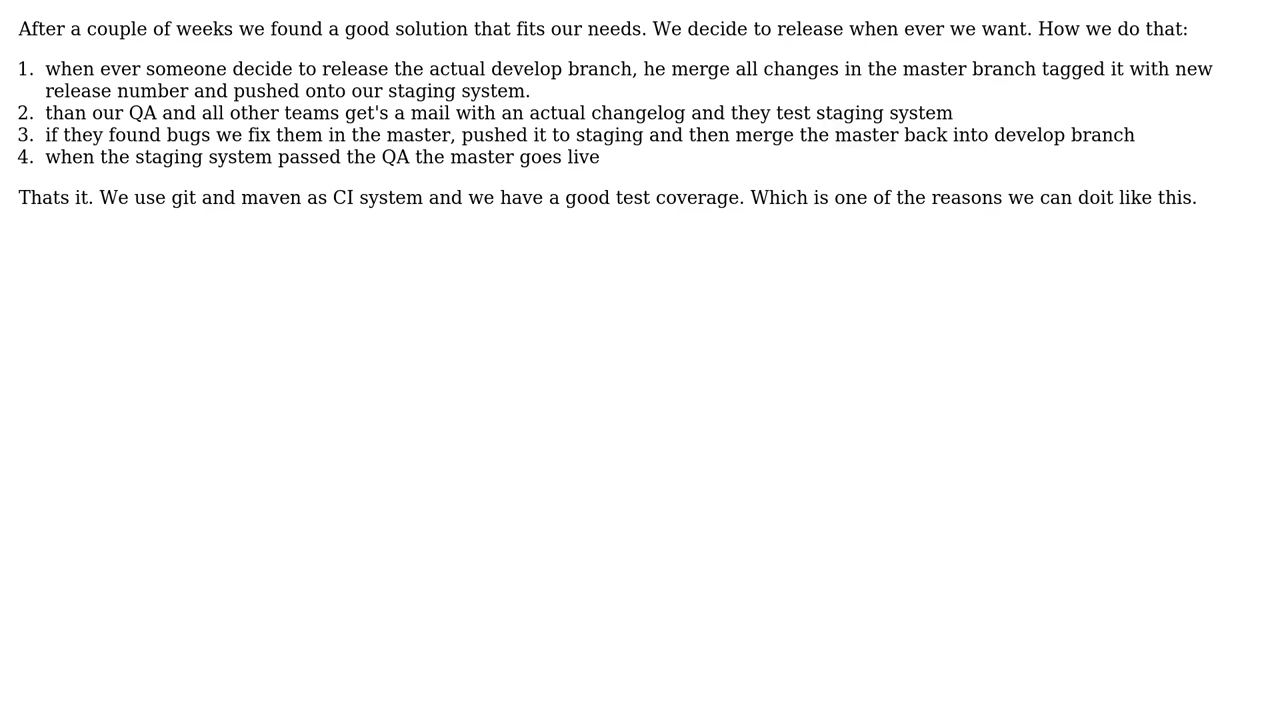 After a couple of weeks we found a good solution that fits our needs. We decide to release when ever we want. How we do that:
1. when ever someone decide to release the actual develop branch, he merge all changes in the master branch tagged it with new
release number and pushed onto our staging system.
2. than our QA and all other teams get's a mail with an actual changelog and they test staging system
3. if they found bugs we fix them in the master, pushed it to staging and then merge the master back into develop branch
4. when the staging system passed the QA the master goes live
Thats it. We use git and maven as CI system and we have a good test coverage. Which is one of the reasons we can doit like this.